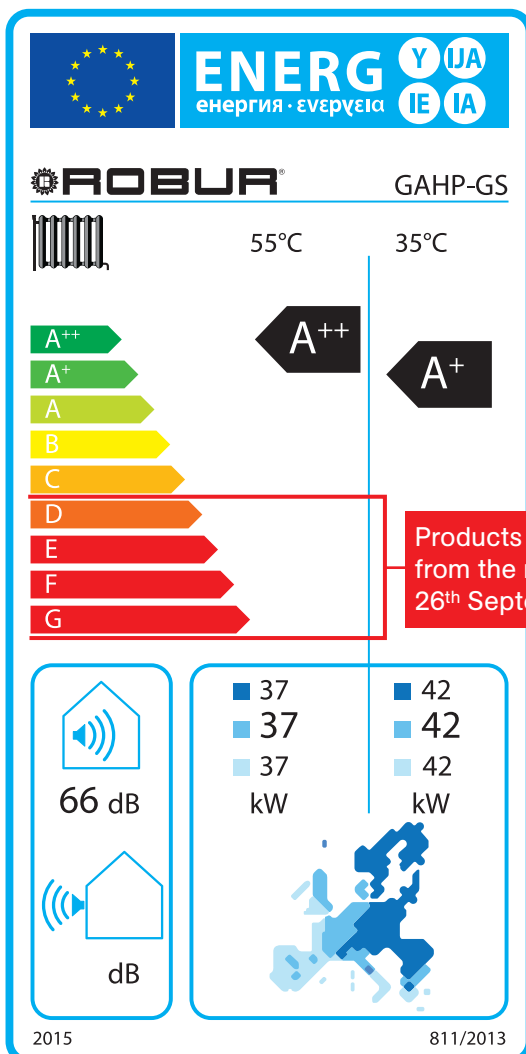 ENERG
енергия · ενεργεια
Y IJA
IE IA
ROBUR®
GAHP-GS
55°C 35°C
A++
A+
A++
A+
A
B
C
D
E
F
G
Products
from the
26th
37 42
37 42
37 42
kW kW
66 dB
dB
2015
811/2013